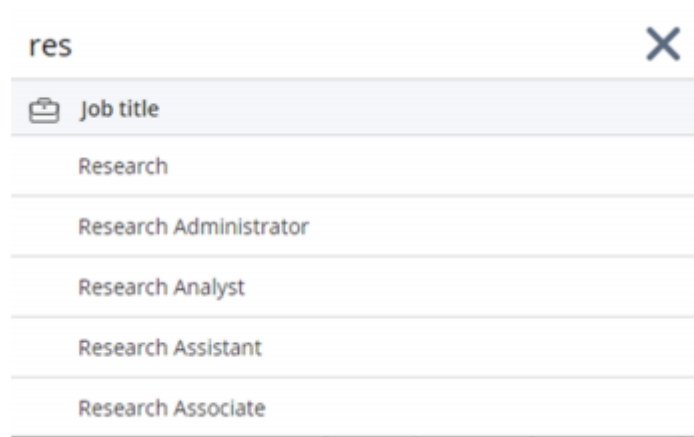 res
Job title
Research
Research Administrator
Research Analyst
Research Assistant
Research Associate